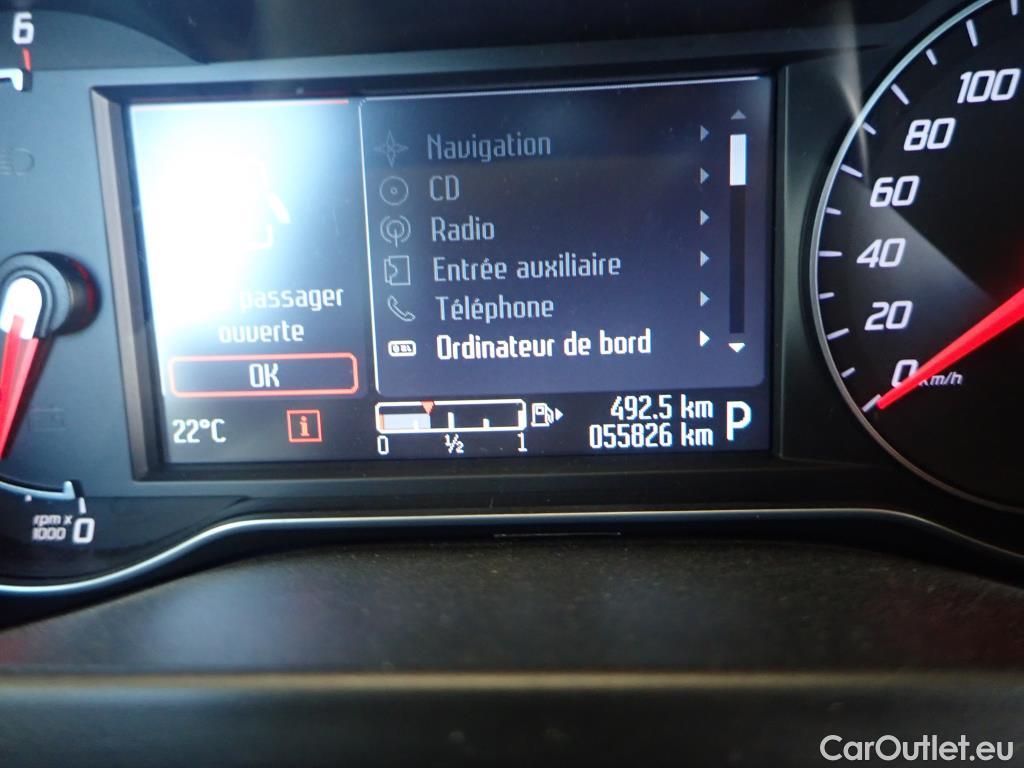 6
Navigation
CD
Radio
Entrée auxiliaire
Téléphone
Ordinateur de bord
passager
ouverte
OK
22°C
i
0 ½ 1
492.5 km
055826 km
P
rpm x
1000 0
100
80
60
40
20
0 km/h
CarOutlet.eu